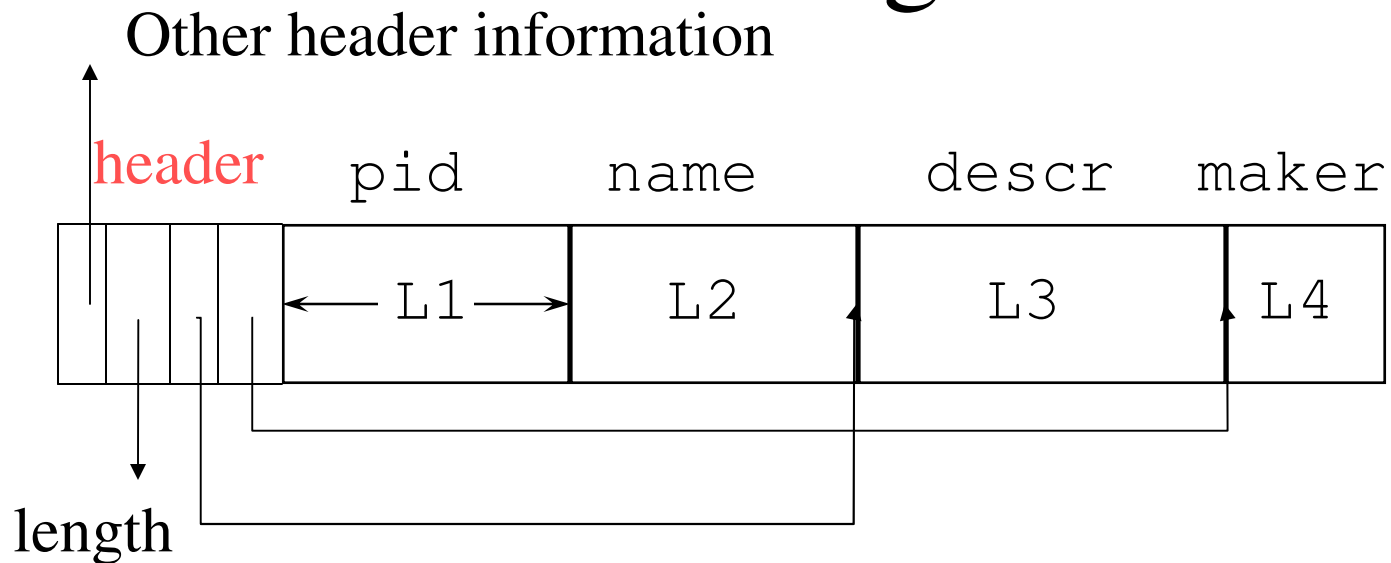 Other header information
header
pid name descr maker
L1 L2 L3 L4
length